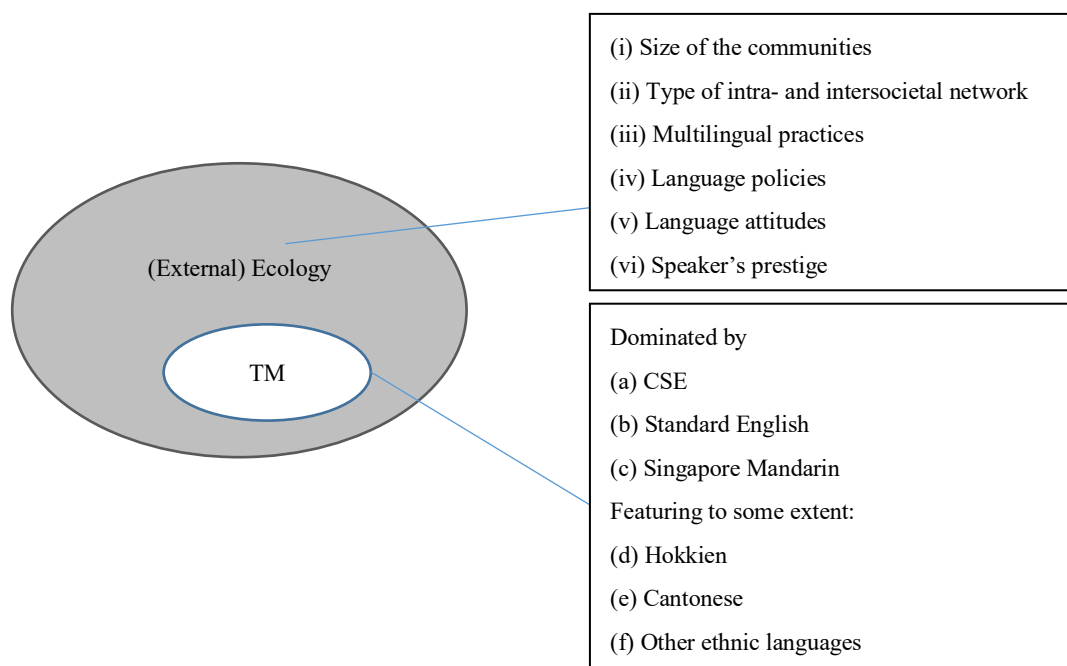 (External) Ecology
TM
(i) Size of the communities
(ii) Type of intra- and intersocietal network
(iii) Multilingual practices
(iv) Language policies
(v) Language attitudes
(vi) Speaker’s prestige
Dominated by
(a) CSE
(b) Standard English
(c) Singapore Mandarin
Featuring to some extent:
(d) Hokkien
(e) Cantonese
(f) Other ethnic languages